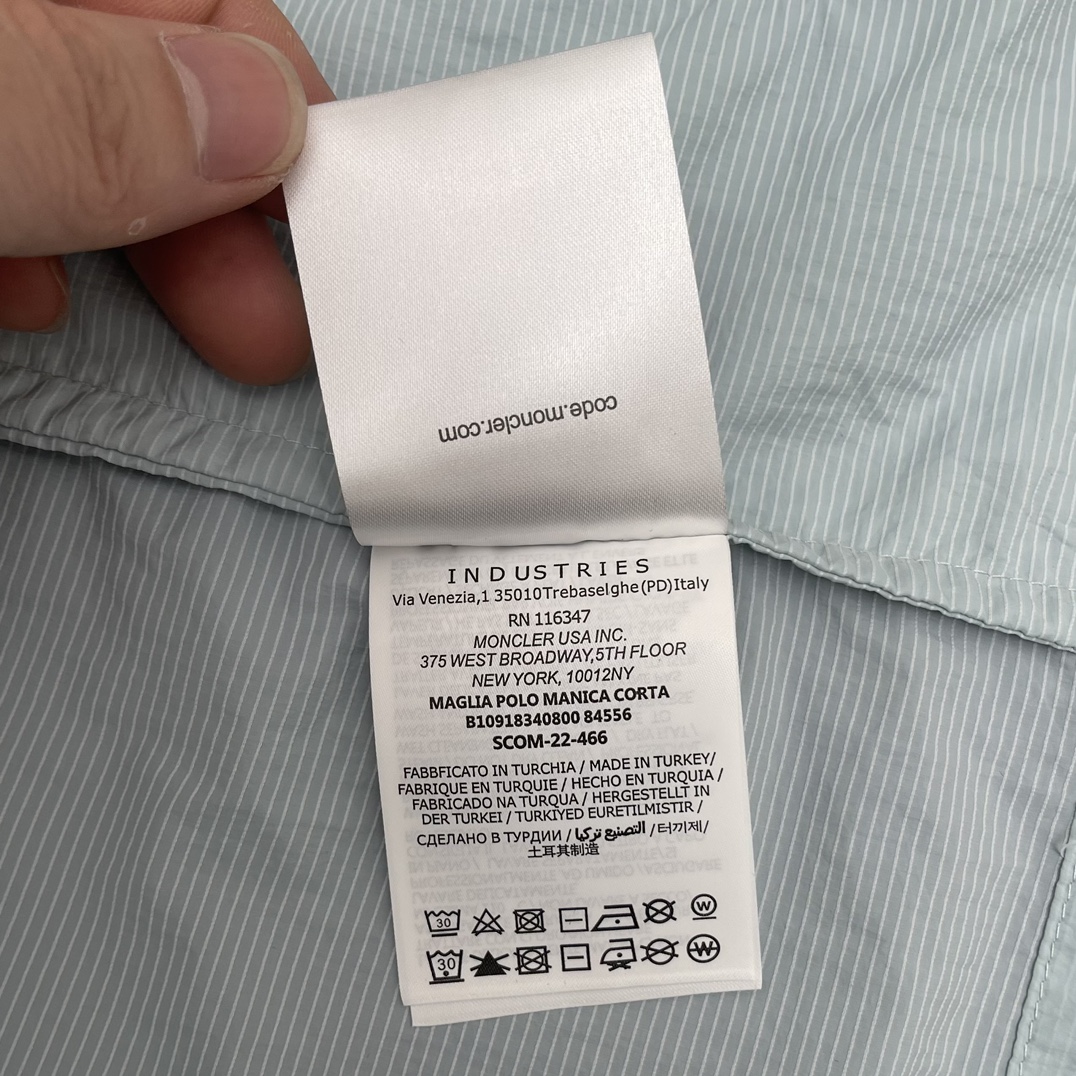 code.moncler.com
INDUSTRIES
Via Venezia,1 35010Trebaselghe(PD)Italy
RN 116347
MONCLER USA INC.
375 WEST BROADWAY,5TH FLOOR
NEW YORK, 10012NY
MAGLIA POLO MANICA CORTA
B10918340800 84556
SCOM-22-466
FABBFICATO IN TURCHIA / MADE IN TURKEY/
FABRIQUE EN TURQUIE / HECHO EN TURQUIA /
FABRICADO NA TURQUA / HERGESTELLT IN
DER TURKEI / TURKIYED EURETILMISTIR /
СДЕЛАНО В ТУРДИИ / التصنيع تركيا / 터끼제/
土耳其制造
30
W
30
W